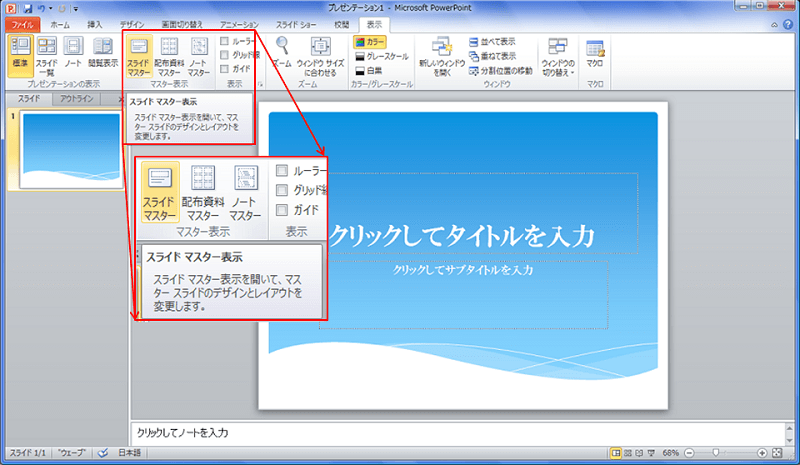 プレゼンテーション1 - Microsoft PowerPoint
ファイル ホーム 挿入 デザイン 画面切り替え アニメーション スライド ショー 校閲 表示
標準 スライド一覧 ノート 閲覧表示
プレゼンテーションの表示
スライド マスター 配布資料 マスター ノート マスター
マスター表示
ルーラー
グリッド線
ガイド
表示
ズーム ウィンドウ サイズに合わせる
ズーム
カラー
グレースケール
白黒
カラー/グレースケール
新しいウィンドウを開く
並べて表示
重ねて表示
分割位置の移動
ウィンドウの切り替え
ウィンドウ
マクロ
マクロ
スライド アウトライン
1
スライド マスター表示
スライド マスター表示を開いて、マス
ター スライドのデザインとレイアウトを
変更します。
スライド 配布資料 ノート
マスター マスター マスター
マスター表示
ルーラー
グリッド線
ガイド
表示
スライド マスター表示
スライド マスター表示を開いて、マス
ター スライドのデザインとレイアウトを
変更します。
クリックしてタイトルを入力
クリックしてサブタイトルを入力
クリックしてノートを入力
スライド 1/1 "ウェーブ" 日本語 68%